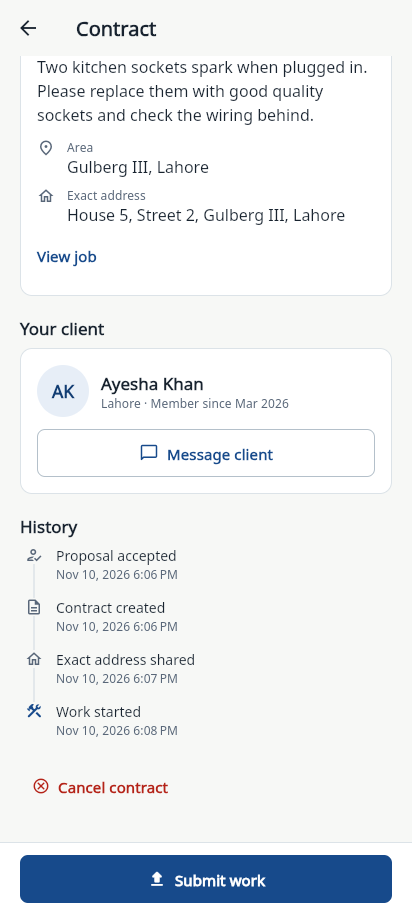 Contract
Two kitchen sockets spark when plugged in.
Please replace them with good quality
sockets and check the wiring behind.
Area
Gulberg III, Lahore
Exact address
House 5, Street 2, Gulberg III, Lahore
View job
Your client
AK
Ayesha Khan
Lahore · Member since Mar 2026
Message client
History
Proposal accepted
Nov 10, 2026 6:06 PM
Contract created
Nov 10, 2026 6:06 PM
Exact address shared
Nov 10, 2026 6:07 PM
Work started
Nov 10, 2026 6:08 PM
Cancel contract
Submit work